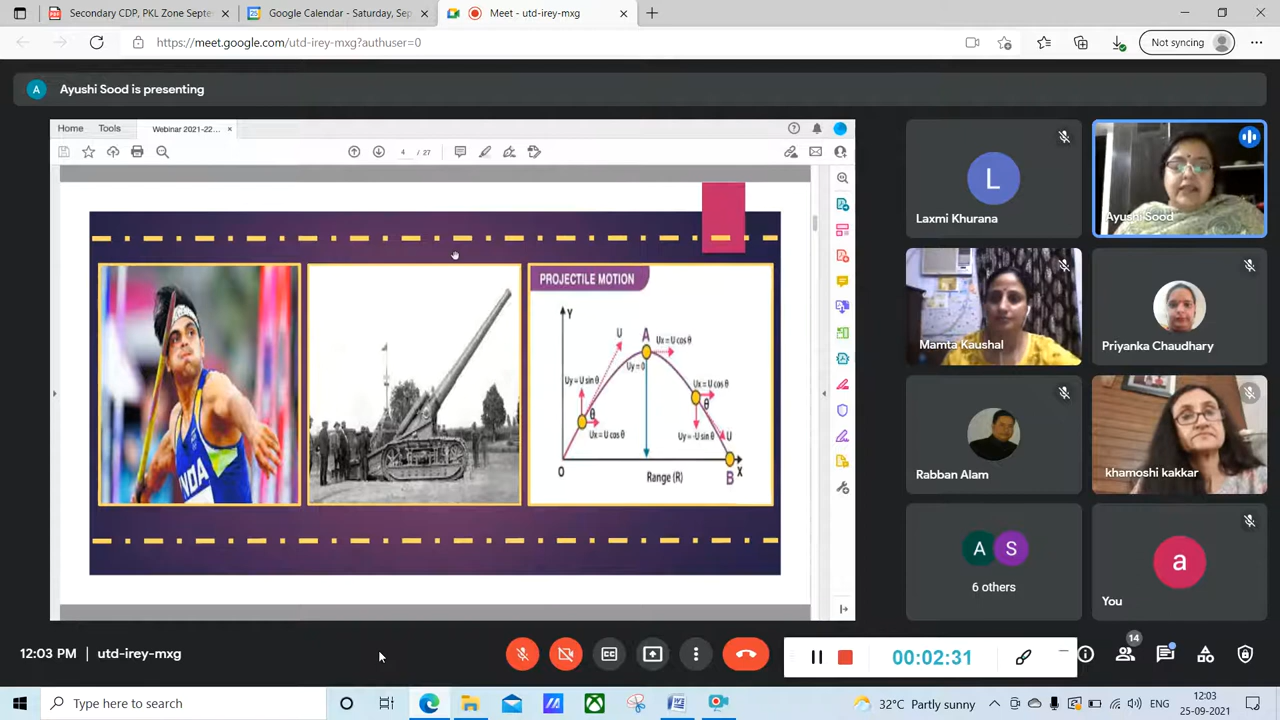 Secondary CDP, PKL Zone Septe
Google Calendar - Saturday, Sep
Meet - utd-irey-mxg
https://meet.google.com/utd-irey-mxg?authuser=0
Not syncing
A
Ayushi Sood is presenting
Home
Tools
Webinar 2021-22...
4 / 27
INDA
PROJECTILE MOTION
Y
U
A
Ux = U cos θ
Uy = 0
Uy = U sin θ
θ
Ux = U cos θ
Ux = U cos θ
θ
Uy = -U sin θ
U
O
Range (R)
B
X
L
Laxmi Khurana
Ayushi Sood
Mamta Kaushal
Priyanka Chaudhary
Rabban Alam
khamoshi kakkar
A
S
6 others
a
You
12:03 PM | utd-irey-mxg
00:02:31
14
Type here to search
32°C Partly sunny
ENG
12:03
25-09-2021